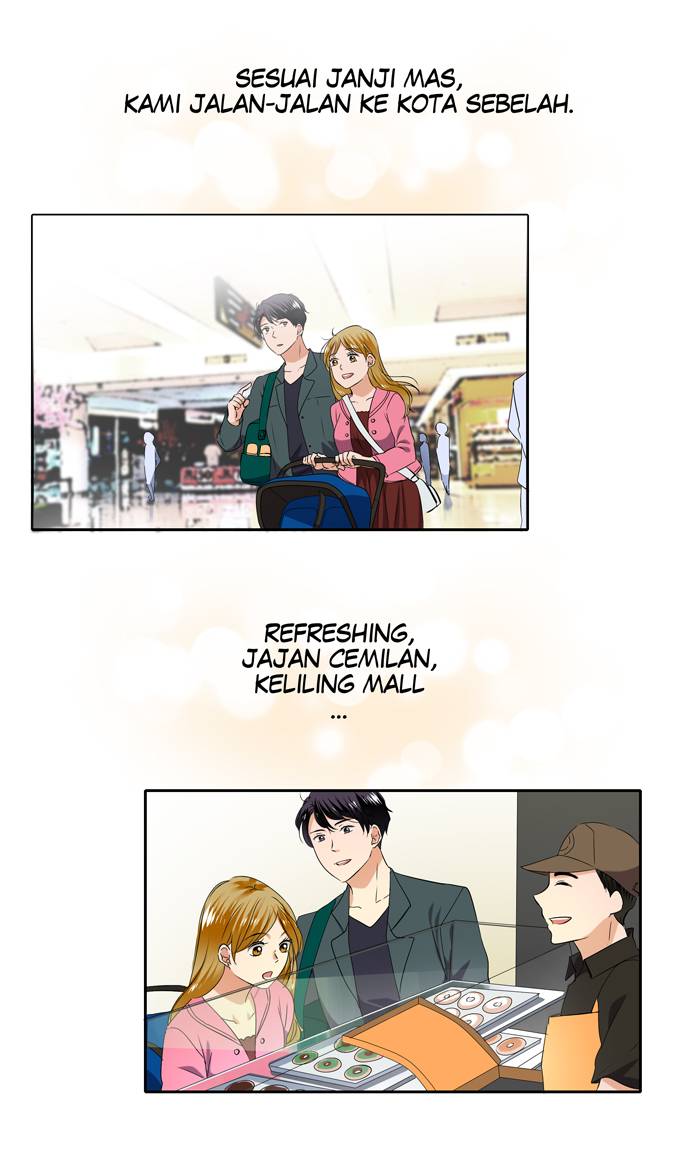 SESUAI JANJI MAS,
KAMI JALAN-JALAN KE KOTA SEBELAH.
REFRESHING,
JAJAN CEMILAN,
KELILING MALL
...